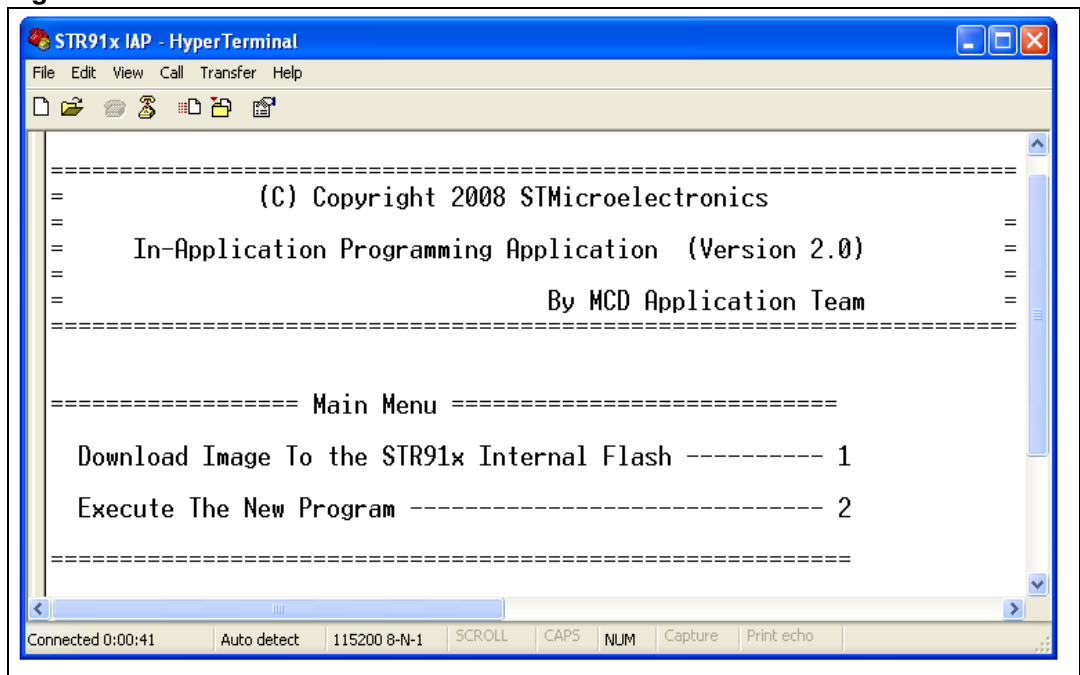 STR91x IAP - HyperTerminal
File Edit View Call Transfer Help
======================================================================
= (C) Copyright 2008 STMicroelectronics
= =
= In-Application Programming Application (Version 2.0) =
= =
= By MCD Application Team =
======================================================================
================== Main Menu ============================
Download Image To the STR91x Internal Flash ---------- 1
Execute The New Program ------------------------------ 2
==========================================================
Connected 0:00:41 Auto detect 115200 8-N-1 SCROLL CAPS NUM Capture Print echo